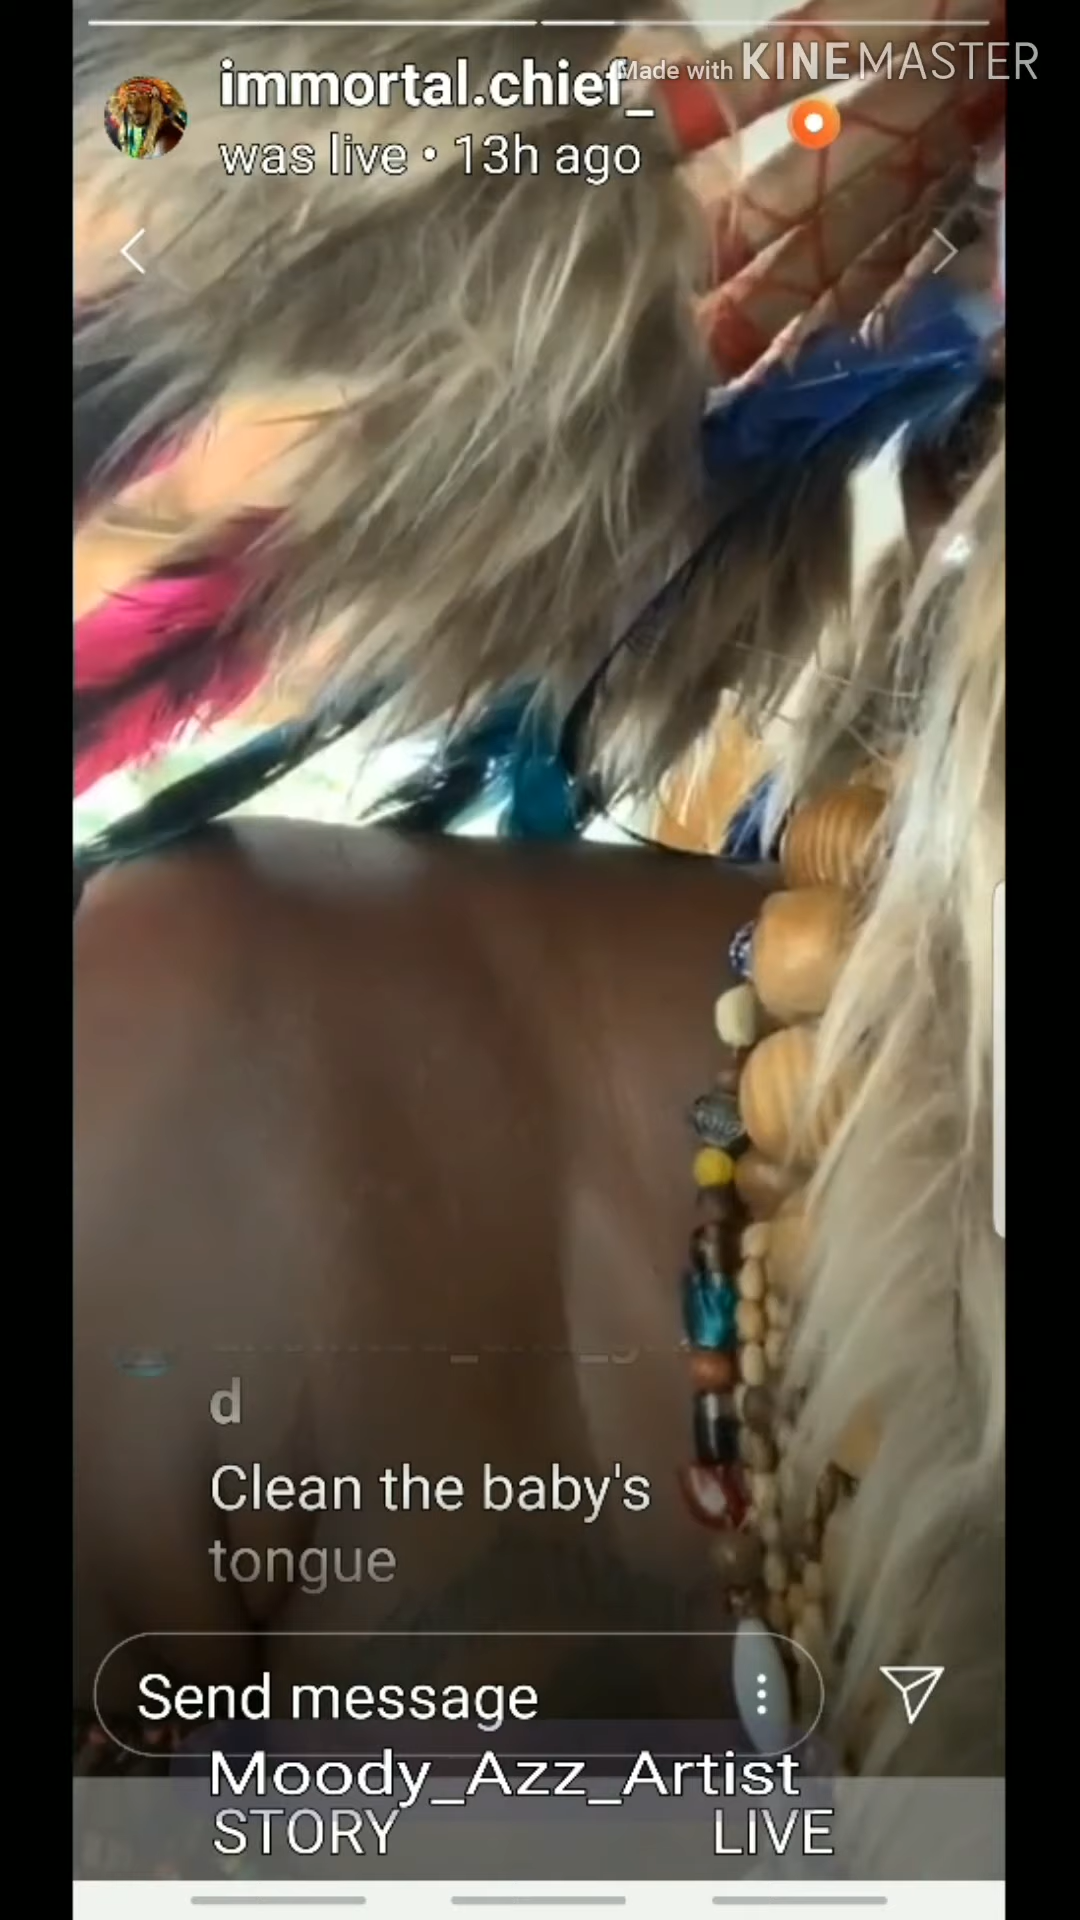 immortal.chief_
Made with KINEMASTER
was live • 13h ago
d
Clean the baby's
tongue
Send message
Moody_Azz_Artist
STORY LIVE